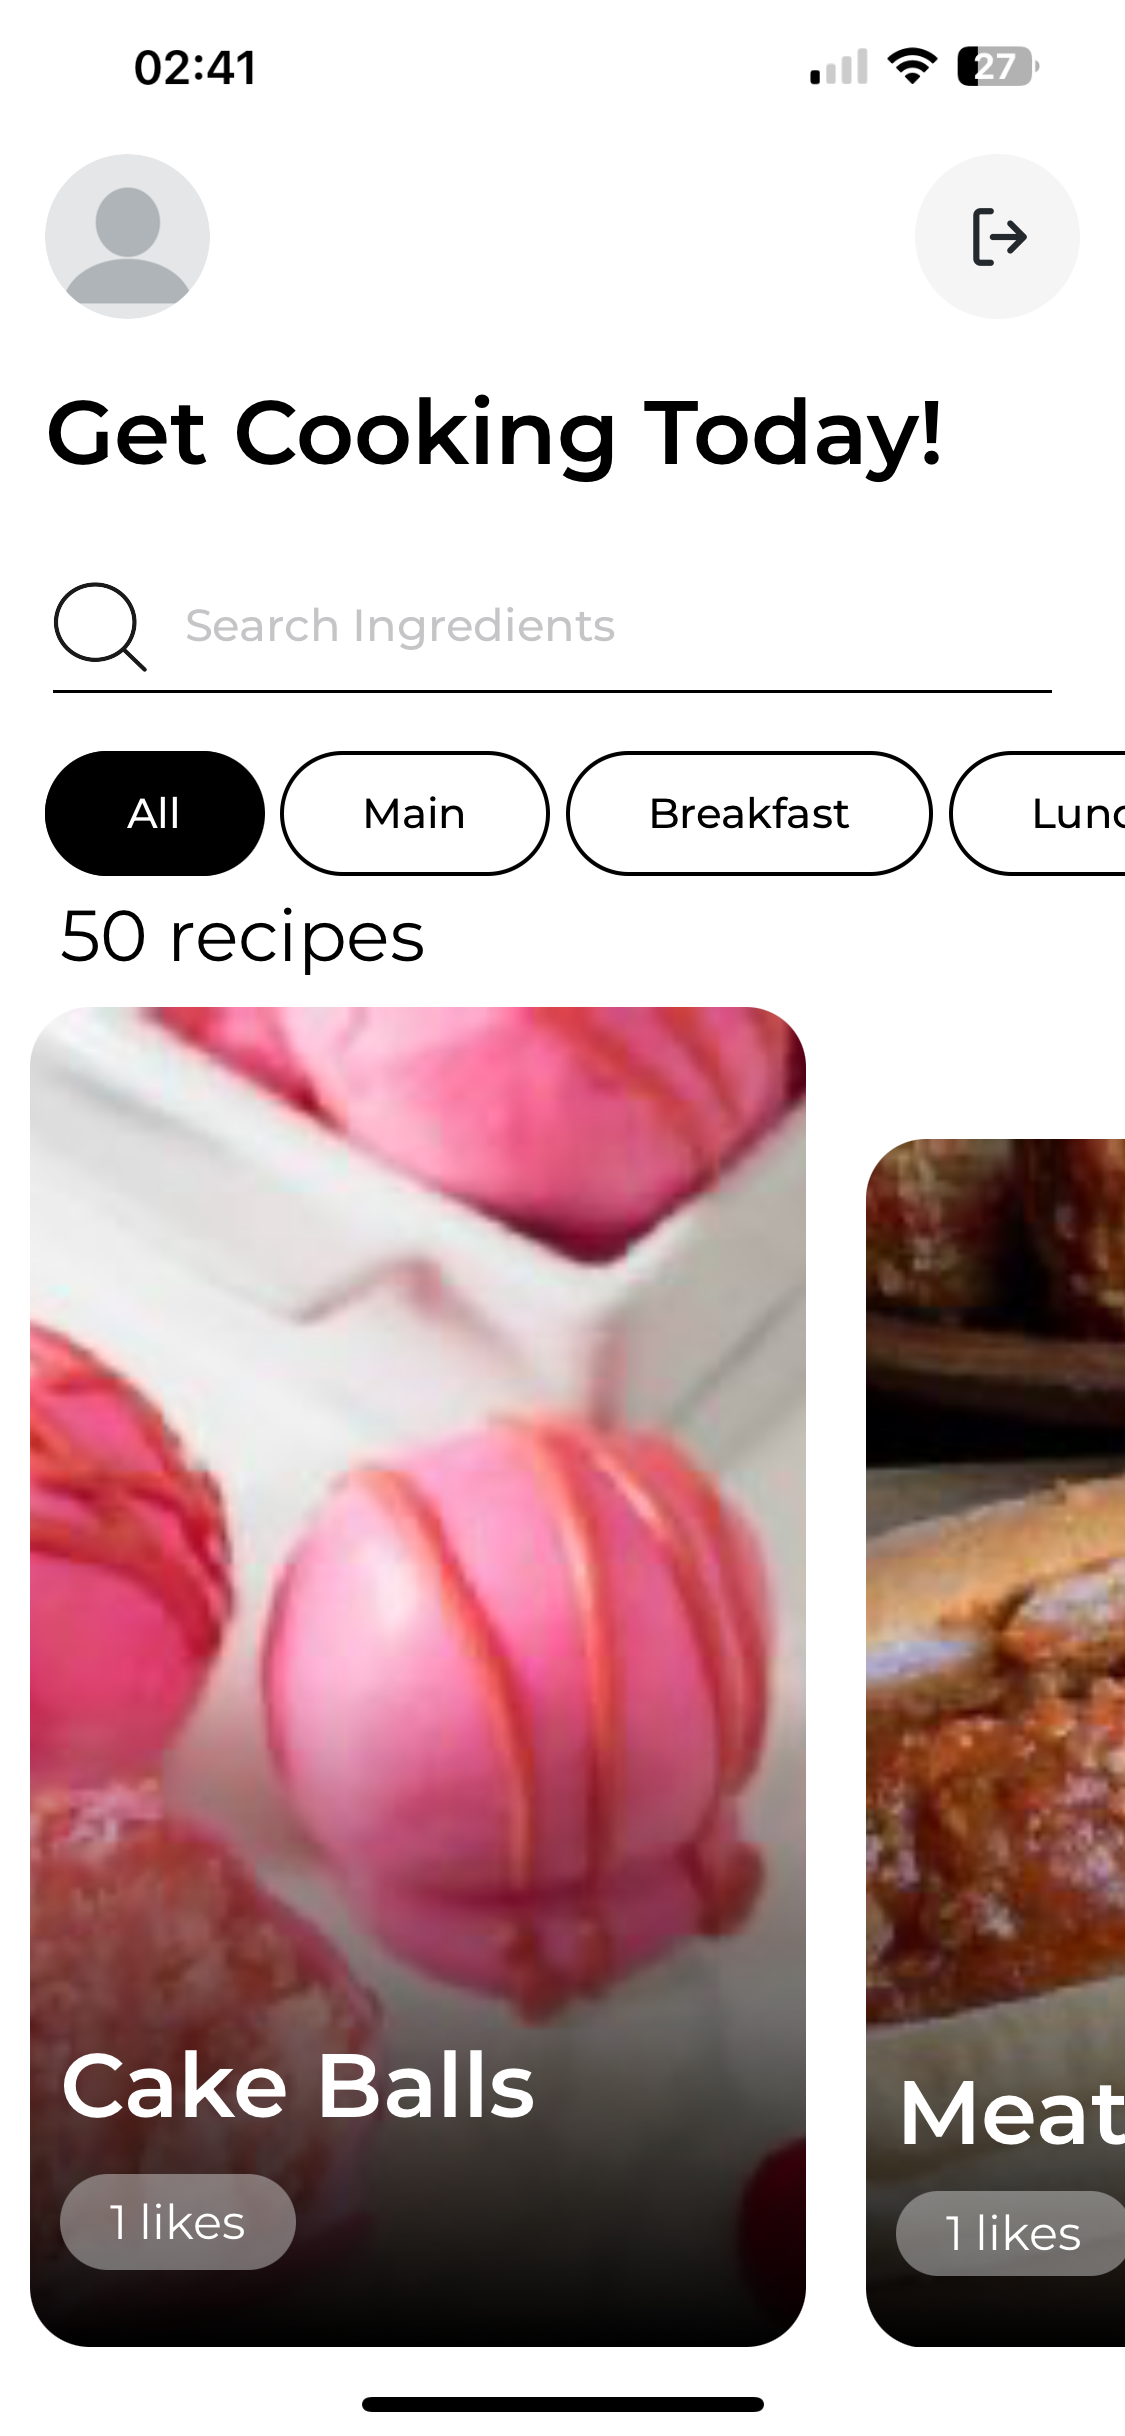 02:41
27
Get Cooking Today!
Search Ingredients
All
Main
Breakfast
Lunc
50 recipes
Cake Balls
1 likes
Meat
1 likes